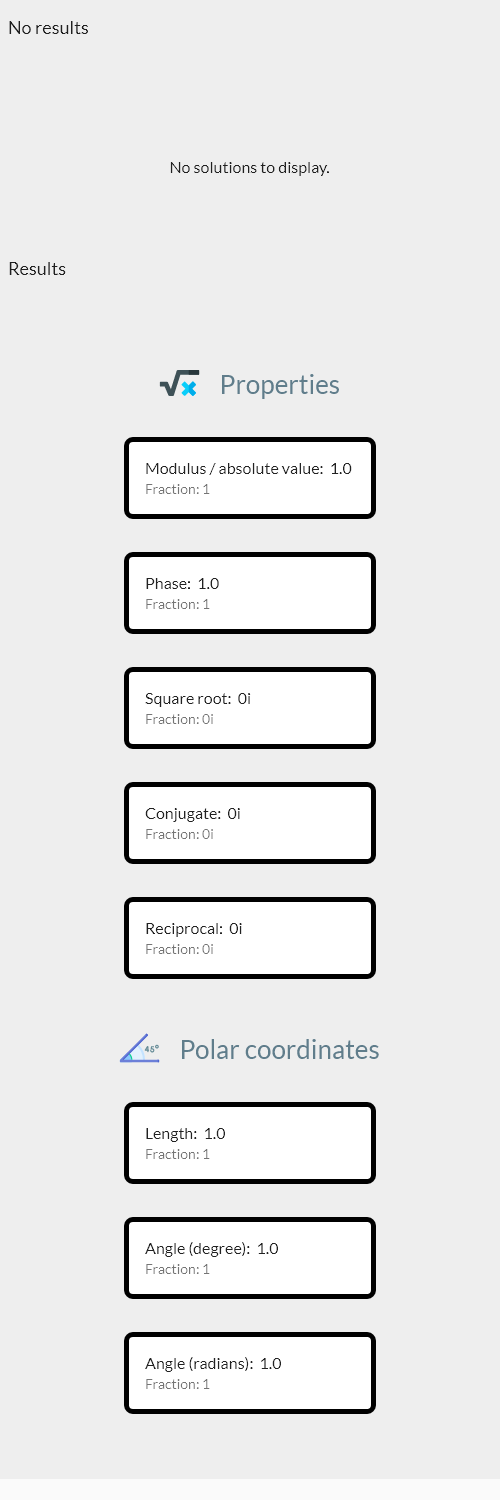 No results
No solutions to display.
Results
Properties
Modulus / absolute value: 1.0
Fraction: 1
Phase: 1.0
Fraction: 1
Square root: 0i
Fraction: 0i
Conjugate: 0i
Fraction: 0i
Reciprocal: 0i
Fraction: 0i
45°
Polar coordinates
Length: 1.0
Fraction: 1
Angle (degree): 1.0
Fraction: 1
Angle (radians): 1.0
Fraction: 1